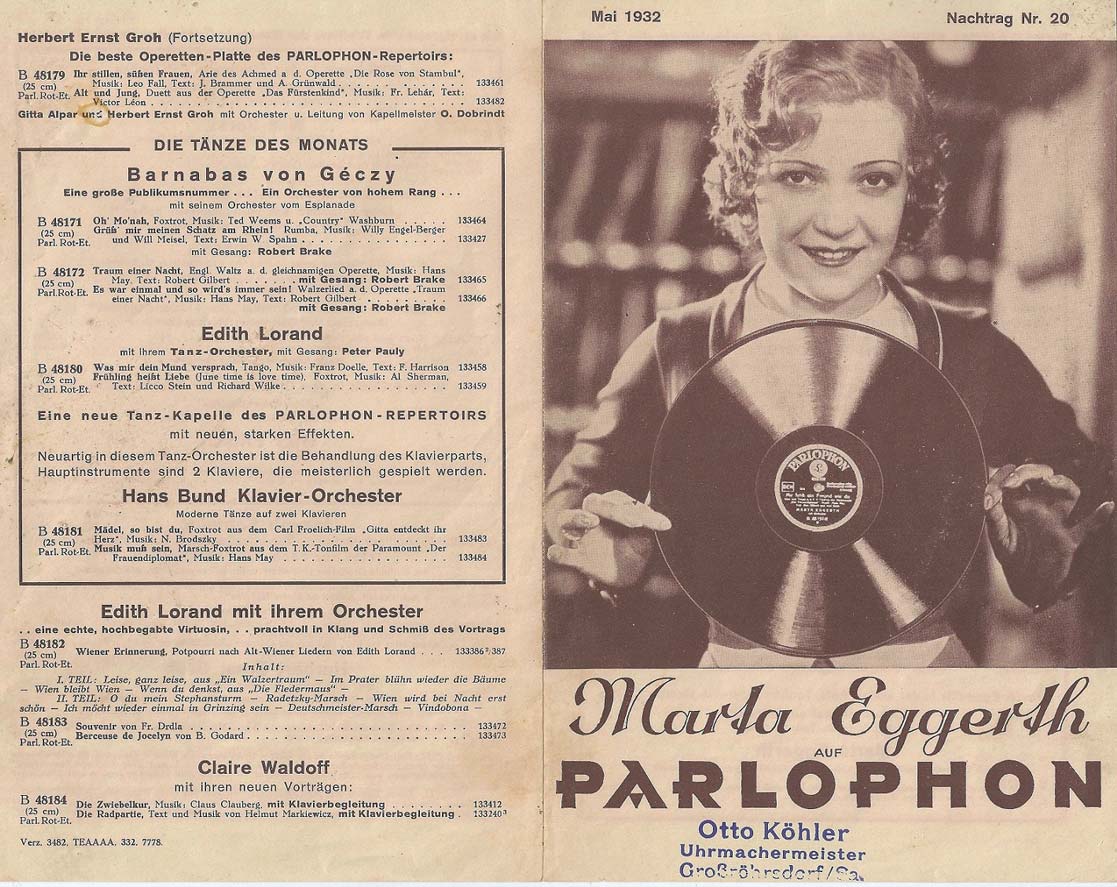 Herbert Ernst Groh (Fortsetzung)
Die beste Operetten-Platte des PARLOPHON-Repertoirs:
B 48179 Ihr stillen, süßen Frauen, Arie des Achmed a d. Operette „Die Rose von Stambul",
(25 cm) Musik: Leo Fall, Text: J. Brammer und A. Grünwald . . . . . . . . . . 133461
Parl. Rot-Et. Alt und Jung, Duett aus der Operette „Das Fürstenkind", Musik: Fr. Lehár, Text:
Victor Léon . . . . . . . . . . 133482
Gitta Alpar und Herbert Ernst Groh mit Orchester u. Leitung von Kapellmeister O. Dobrindt
DIE TÄNZE DES MONATS
Barnabas von Géczy
Eine große Publikumsnummer . . . Ein Orchester von hohem Rang . . .
mit seinem Orchester vom Esplanade
B 48171 Oh' Mo'nah, Foxtrot, Musik: Ted Weems u. „Country" Washburn . . . . . 133464
(25 cm) Grüß' mir meinen Schatz am Rhein! Rumba, Musik: Willy Engel-Berger
Parl. Rot-Et. und Will Meisel, Text: Erwin W. Spahn . . . . . . . . . . 133427
mit Gesang: Robert Brake
B 48172 Traum einer Nacht, Engl. Waltz a. d. gleichnamigen Operette, Musik: Hans
(25 cm) May, Text: Robert Gilbert . . . . . . . mit Gesang: Robert Brake 133465
Parl. Rot-Et. Es war einmal und so wird's immer sein! Walzerlied a. d. Operette „Traum
einer Nacht", Musik: Hans May, Text: Robert Gilbert . . . . . . . . 133466
mit Gesang: Robert Brake
Edith Lorand
mit Ihrem Tanz-Orchester, mit Gesang: Peter Pauly
B 48180 Was mir dein Mund versprach, Tango, Musik: Franz Doelle, Text: F. Harrison 133458
(25 cm) Frühling heißt Liebe (June time is love time), Foxtrot, Musik: Al Sherman,
Parl. Rot-Et. Text: Licco Stein und Richard Wilke . . . . . . . . . . 133459
Eine neue Tanz-Kapelle des PARLOPHON-REPERTOIRS
mit neuen, starken Effekten.
Neuartig in diesem Tanz-Orchester ist die Behandlung des Klavierparts,
Hauptinstrumente sind 2 Klaviere, die meisterlich gespielt werden.
Hans Bund Klavier-Orchester
Moderne Tänze auf zwei Klavieren
B 48181 Mädel, so bist du, Foxtrot aus dem Carl Froelich-Film „Gitta entdeckt ihr
(25 cm) Herz", Musik: N. Brodszky . . . . . . . . . . 133483
Parl. Rot-Et. Musik muß sein, Marsch-Foxtrot aus dem T. K.-Tonfilm der Paramount „Der
Frauendiplomat", Musik: Hans May . . . . . . . . . . 133484
Edith Lorand mit ihrem Orchester
. . eine echte, hochbegabte Virtuosin, . . prachtvoll in Klang und Schmiß des Vortrags
B 48182
(25 cm) Wiener Erinnerung, Potpourri nach Alt-Wiener Liedern von Edith Lorand . . . 133386²/387
Parl. Rot-Et.
Inhalt:
I. TEIL: Leise, ganz leise, aus „Ein Walzertraum" — Im Prater blühn wieder die Bäume
— Wien bleibt Wien — Wenn du denkst, aus „Die Fledermaus" —
II. TEIL: O du mein Stephansturm — Radetzky-Marsch — Wien wird bei Nacht erst
schön — Ich möcht wieder einmal in Grinzing sein — Deutschmeister-Marsch — Vindobona —
B 48183 Souvenir von Fr. Drdla . . . . . . . . . . 133472
(25 cm) Berceuse de Jocelyn von B. Godard . . . . . . . . . . 133473
Parl. Rot-Et.
Claire Waldoff
mit ihren neuen Vorträgen:
B 48184 Die Zwiebelkur, Musik: Claus Clauberg, mit Klavierbegleitung . . . . . . . . 133412
(25 cm) Die Radpartie, Text und Musik von Helmut Markiewicz, mit Klavierbegleitung . 133240³
Parl. Rot-Et.
Verz. 3482, TEAAAA, 332, 7778.
Mai 1932
Nachtrag Nr. 20
PARLOPHON
MARTA EGGERTH
Marta Eggerth
AUF
PARLOPHON
Otto Köhler
Uhrmachermeister
Großröhrsdorf/Sa.